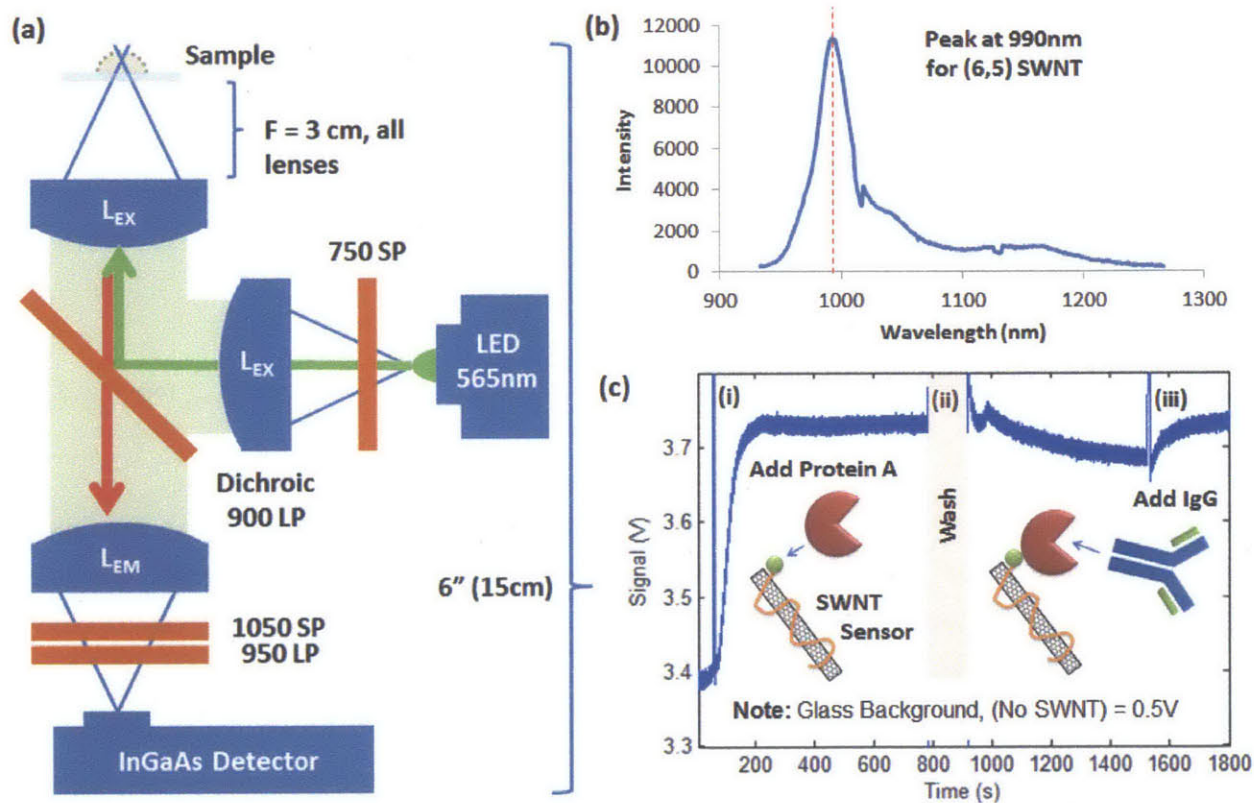 (a)
Sample
F = 3 cm, all
lenses
L_EX
750 SP
L_EX
LED
565nm
Dichroic
900 LP
L_EM
6” (15cm)
1050 SP
950 LP
InGaAs Detector
(b)
Peak at 990nm
for (6,5) SWNT
Intensity
12000
10000
8000
6000
4000
2000
0
900
1000
1100
1200
1300
Wavelength (nm)
(c)
(i)
(ii)
(iii)
Add Protein A
Wash
Add IgG
SWNT
Sensor
Note: Glass Background, (No SWNT) = 0.5V
Signal (V)
3.7
3.6
3.5
3.4
3.3
200
400
600
800
1000
1200
1400
1600
1800
Time (s)